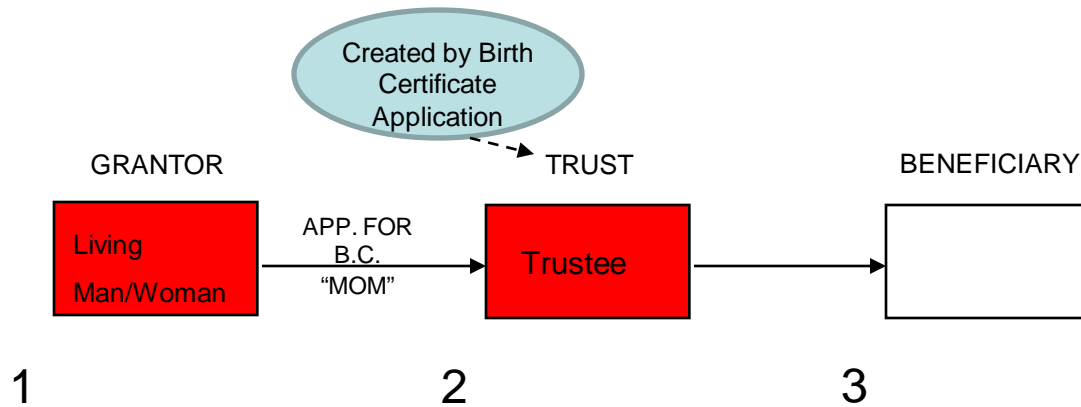 Created by Birth
Certificate
Application
GRANTOR
TRUST
BENEFICIARY
Living
Man/Woman
APP. FOR
B.C.
“MOM”
Trustee
1
2
3